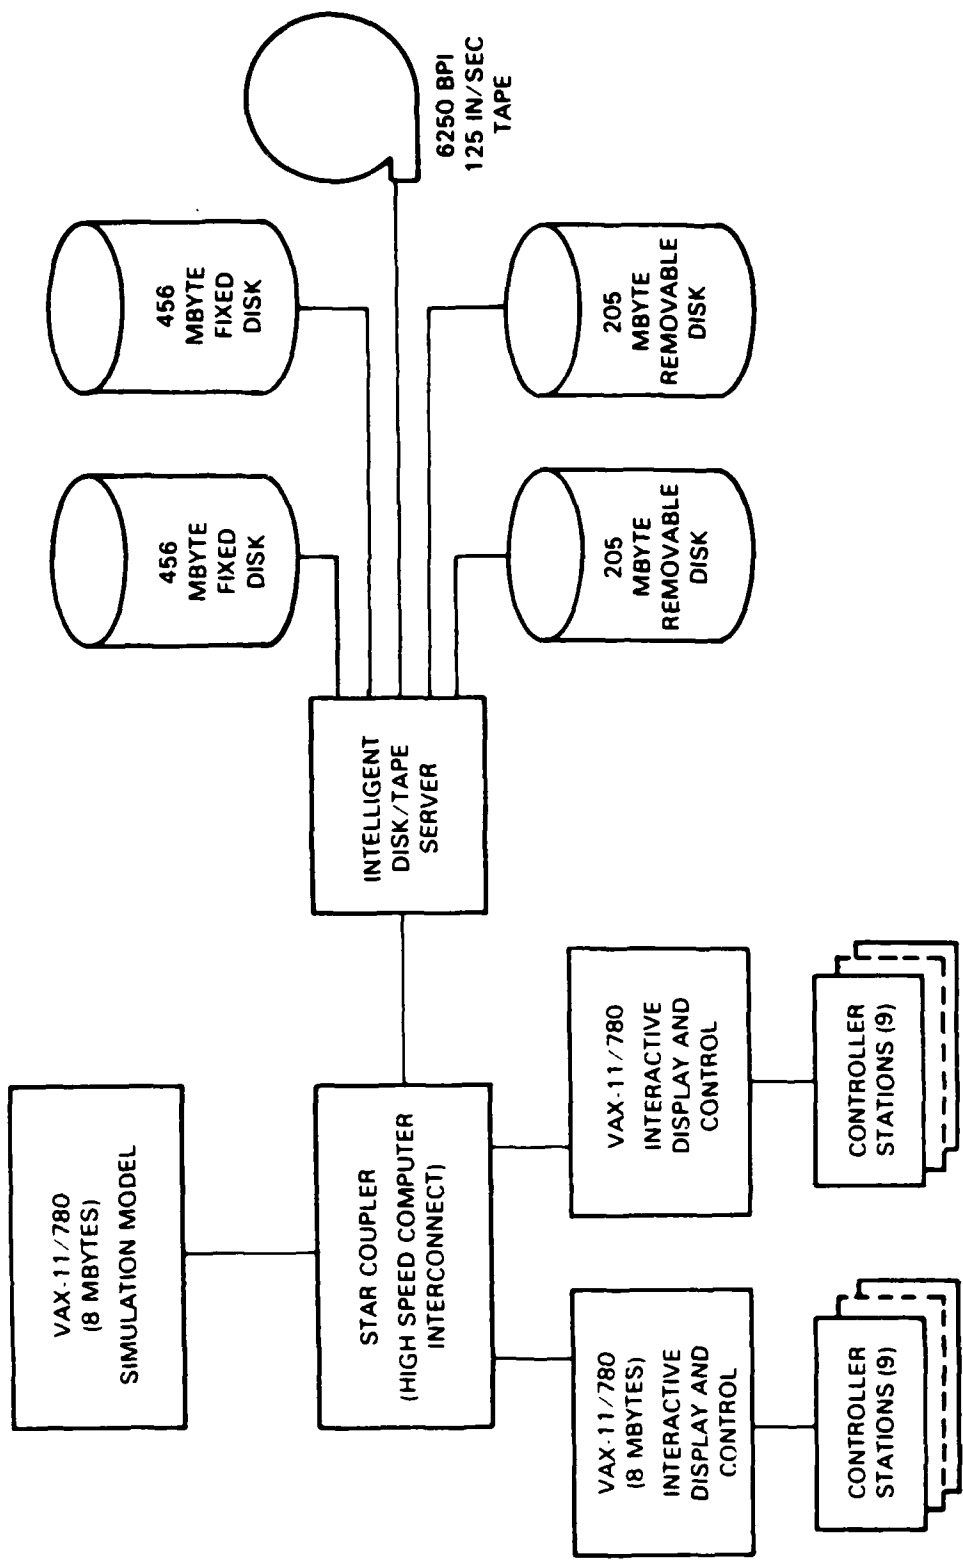 VAX-11/780
(8 MBYTES)
SIMULATION MODEL
STAR COUPLER
(HIGH SPEED COMPUTER
INTERCONNECT)
VAX-11/780
(8 MBYTES)
INTERACTIVE
DISPLAY AND
CONTROL
VAX-11/780
INTERACTIVE
DISPLAY AND
CONTROL
CONTROLLER
STATIONS (9)
CONTROLLER
STATIONS (9)
INTELLIGENT
DISK/TAPE
SERVER
456
MBYTE
FIXED
DISK
456
MBYTE
FIXED
DISK
205
MBYTE
REMOVABLE
DISK
205
MBYTE
REMOVABLE
DISK
6250 BPI
125 IN/SEC
TAPE